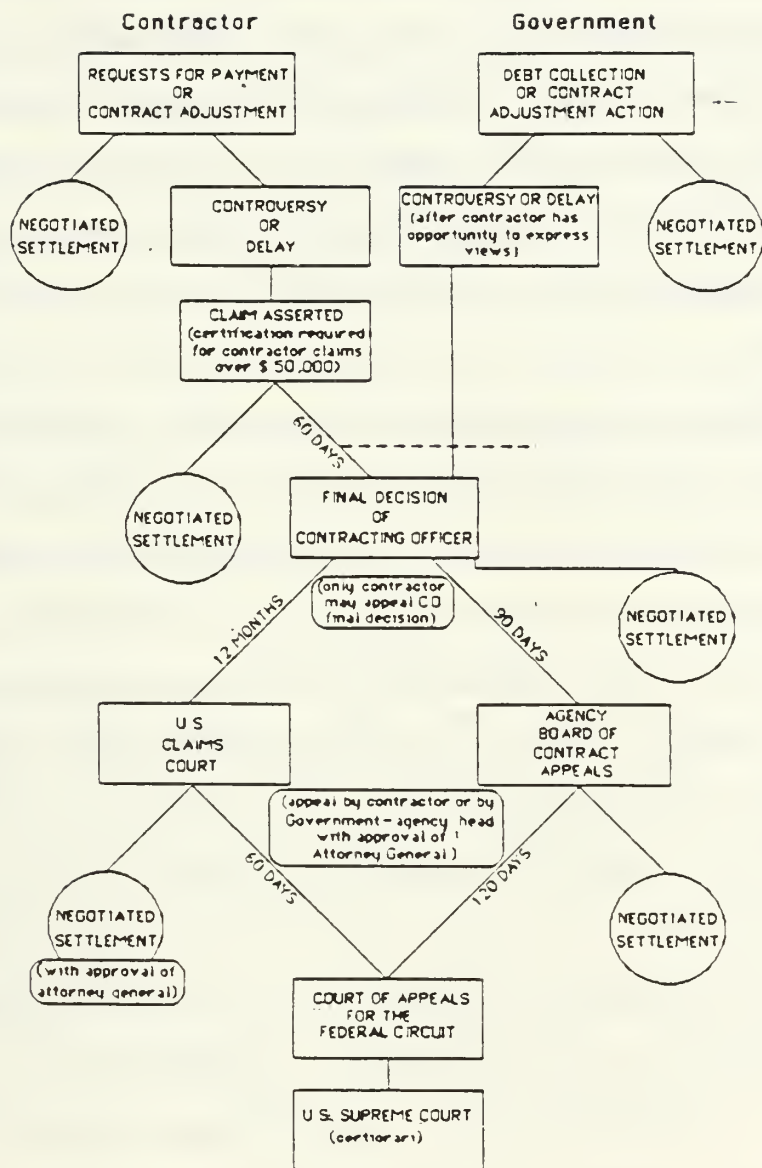 Contractor
Government
REQUESTS FOR PAYMENT
OR
CONTRACT ADJUSTMENT
DEBT COLLECTION
OR CONTRACT
ADJUSTMENT ACTION
NEGOTIATED
SETTLEMENT
CONTROVERSY
OR
DELAY
CONTROVERSY OR DELAY
(after contractor has
opportunity to express
views)
NEGOTIATED
SETTLEMENT
CLAIM ASSERTED
(certification required
for contractor claims
over $ 50,000)
60 DAYS
NEGOTIATED
SETTLEMENT
FINAL DECISION
OF
CONTRACTING OFFICER
(only contractor
may appeal CO
final decision)
NEGOTIATED
SETTLEMENT
12 MONTHS
90 DAYS
U S
CLAIMS
COURT
AGENCY
BOARD OF
CONTRACT
APPEALS
(appeal by contractor or by
Government-agency head
with approval of
Attorney General)
60 DAYS
120 DAYS
NEGOTIATED
SETTLEMENT
(with approval of
attorney general)
NEGOTIATED
SETTLEMENT
COURT OF APPEALS
FOR THE
FEDERAL CIRCUIT
U.S. SUPREME COURT
(certiorari)